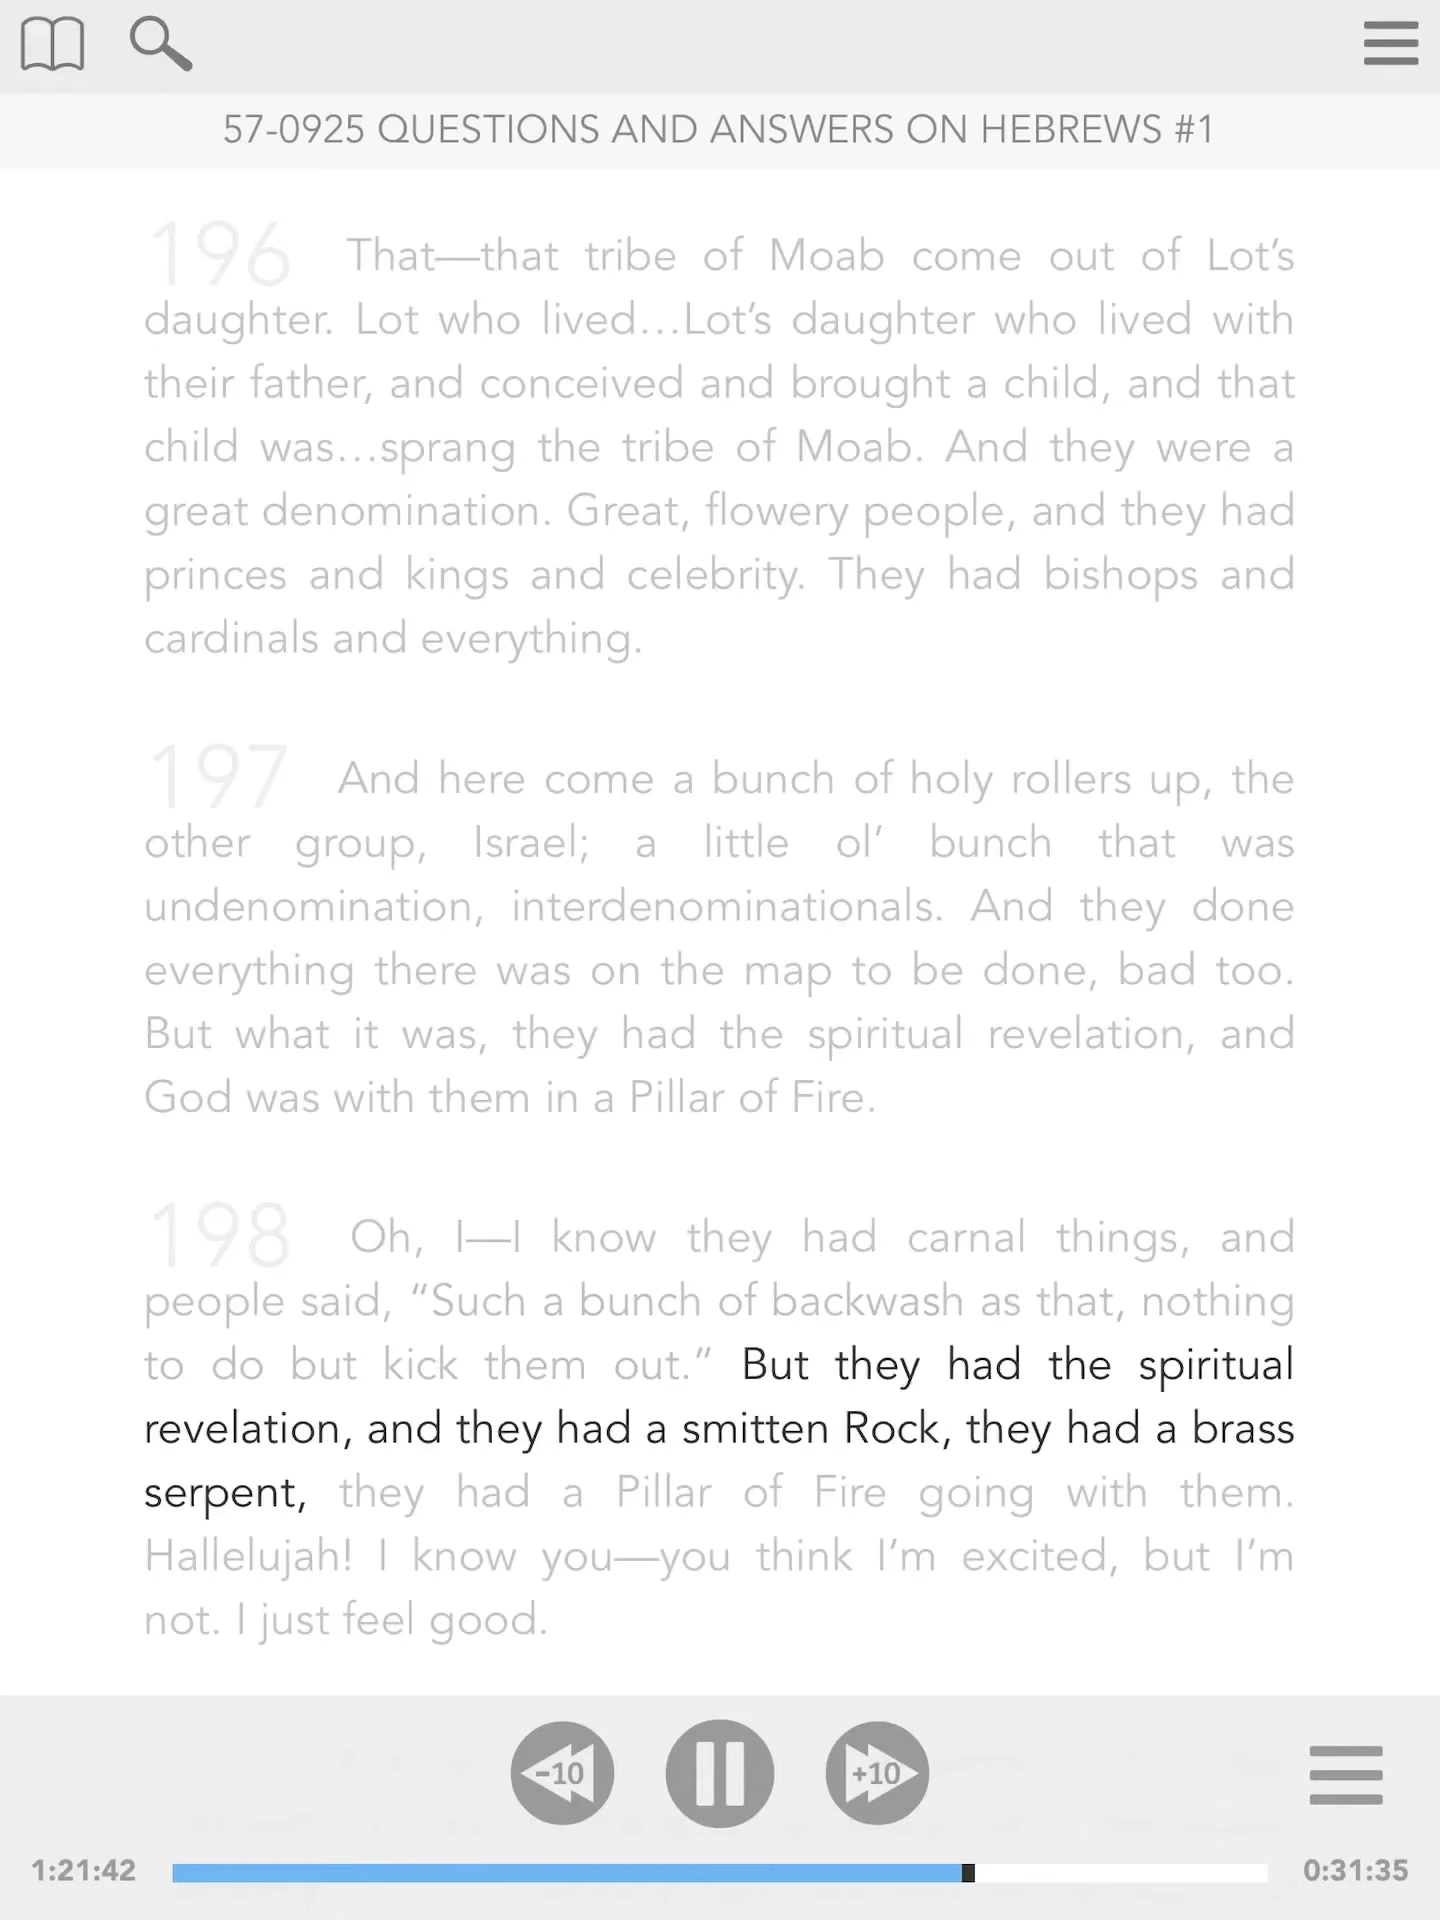 57-0925 QUESTIONS AND ANSWERS ON HEBREWS #1
196 That—that tribe of Moab come out of Lot’s
daughter. Lot who lived…Lot’s daughter who lived with
their father, and conceived and brought a child, and that
child was…sprang the tribe of Moab. And they were a
great denomination. Great, flowery people, and they had
princes and kings and celebrity. They had bishops and
cardinals and everything.
197 And here come a bunch of holy rollers up, the
other group, Israel; a little ol’ bunch that was
undenomination, interdenominationals. And they done
everything there was on the map to be done, bad too.
But what it was, they had the spiritual revelation, and
God was with them in a Pillar of Fire.
198 Oh, I—I know they had carnal things, and
people said, “Such a bunch of backwash as that, nothing
to do but kick them out.” But they had the spiritual
revelation, and they had a smitten Rock, they had a brass
serpent, they had a Pillar of Fire going with them.
Hallelujah! I know you—you think I’m excited, but I’m
not. I just feel good.
-10 +10
1:21:42 0:31:35